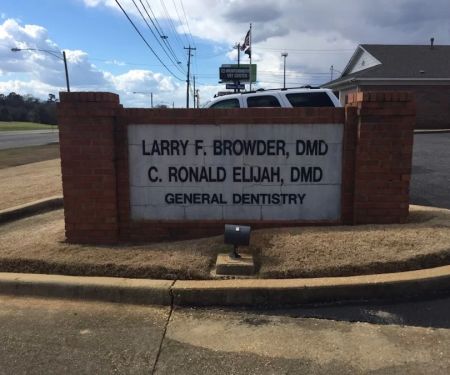 LARRY F. BROWDER, DMD
C. RONALD ELIJAH, DMD
GENERAL DENTISTRY